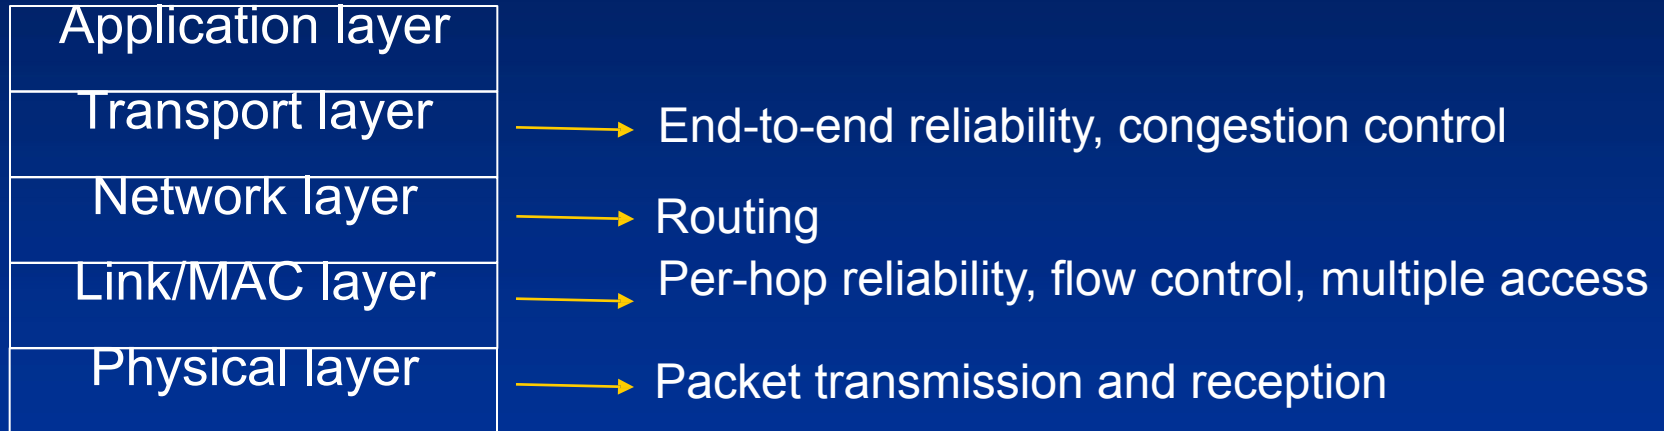 Application layer
Transport layer
End-to-end reliability, congestion control
Network layer
Routing
Link/MAC layer
Per-hop reliability, flow control, multiple access
Physical layer
Packet transmission and reception